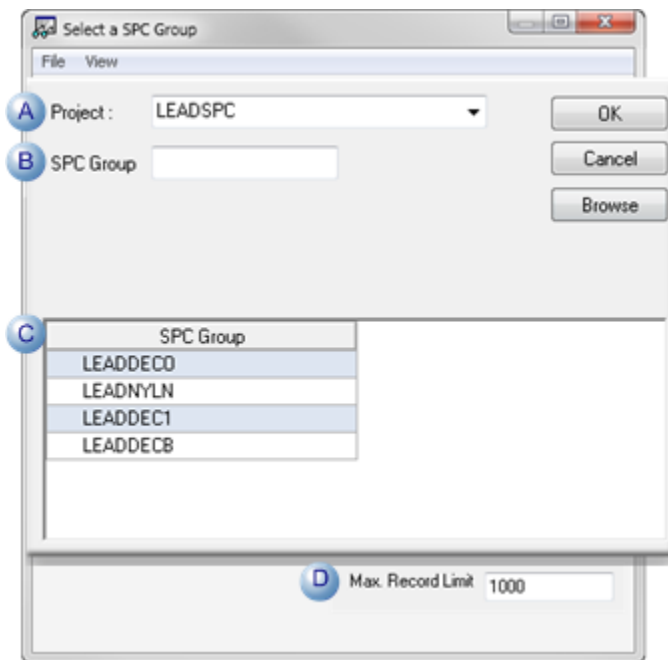 Select a SPC Group
File View
A Project : LEADSPC OK
B SPC Group Cancel
Browse
C SPC Group
LEADDECO
LEADNYLN
LEADDEC1
LEADDECB
D Max. Record Limit 1000